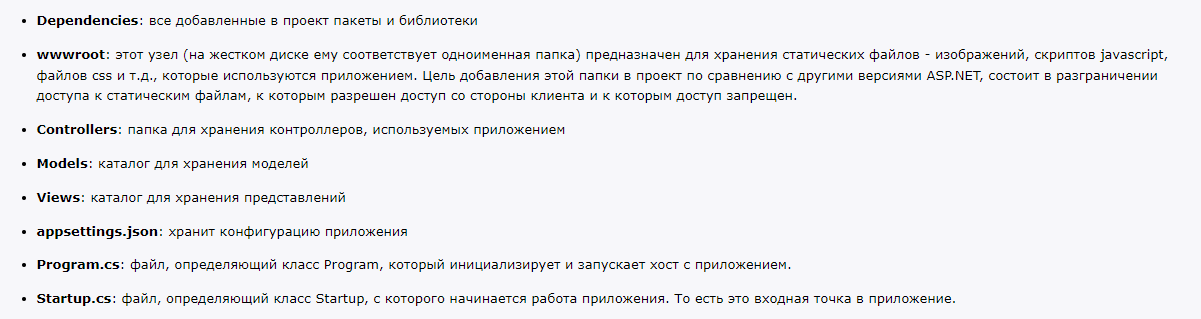 • Dependencies: все добавленные в проект пакеты и библиотеки
• wwwroot: этот узел (на жестком диске ему соответствует одноименная папка) предназначен для хранения статических файлов - изображений, скриптов javascript,
файлов css и т.д., которые используются приложением. Цель добавления этой папки в проект по сравнению с другими версиями ASP.NET, состоит в разграничении
доступа к статическим файлам, к которым разрешен доступ со стороны клиента и к которым доступ запрещен.
• Controllers: папка для хранения контроллеров, используемых приложением
• Models: каталог для хранения моделей
• Views: каталог для хранения представлений
• appsettings.json: хранит конфигурацию приложения
• Program.cs: файл, определяющий класс Program, который инициализирует и запускает хост с приложением.
• Startup.cs: файл, определяющий класс Startup, с которого начинается работа приложения. То есть это входная точка в приложение.